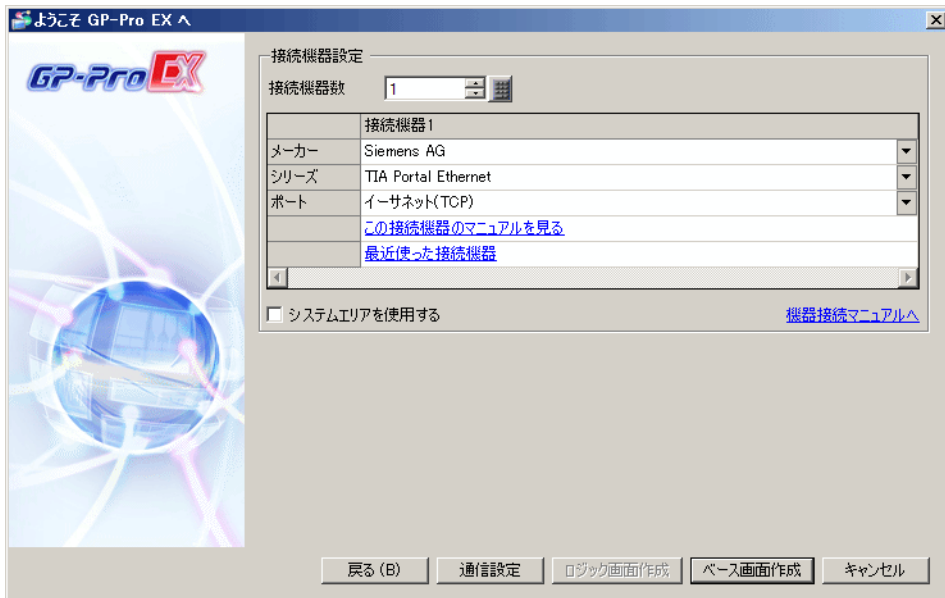 ようこそ GP-Pro EX へ
GP-Pro EX
接続機器設定
接続機器数 1
接続機器1
メーカー Siemens AG
シリーズ TIA Portal Ethernet
ポート イーサネット(TCP)
この接続機器のマニュアルを見る
最近使った接続機器
システムエリアを使用する 機器接続マニュアルへ
戻る(B) 通信設定 ロジック画面作成 ベース画面作成 キャンセル